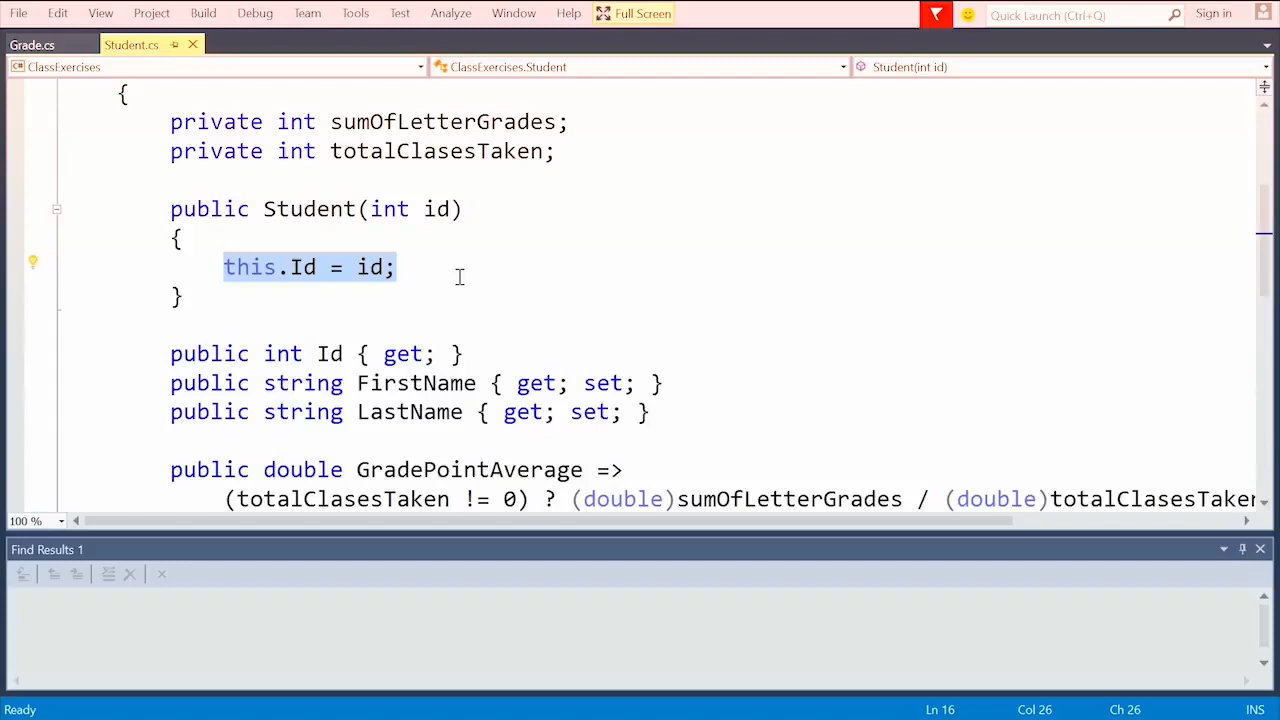 File Edit View Project Build Debug Team Tools Test Analyze Window Help Full Screen Quick Launch (Ctrl+Q) Sign in
Grade.cs Student.cs
C# ClassExercises ClassExercises.Student Student(int id)
{
private int sumOfLetterGrades;
private int totalClasesTaken;
public Student(int id)
{
this.Id = id;
}
public int Id { get; }
public string FirstName { get; set; }
public string LastName { get; set; }
public double GradePointAverage =>
(totalClasesTaken != 0) ? (double)sumOfLetterGrades / (double)totalClasesTaken
100 %
Find Results 1
Ready Ln 16 Col 26 Ch 26 INS